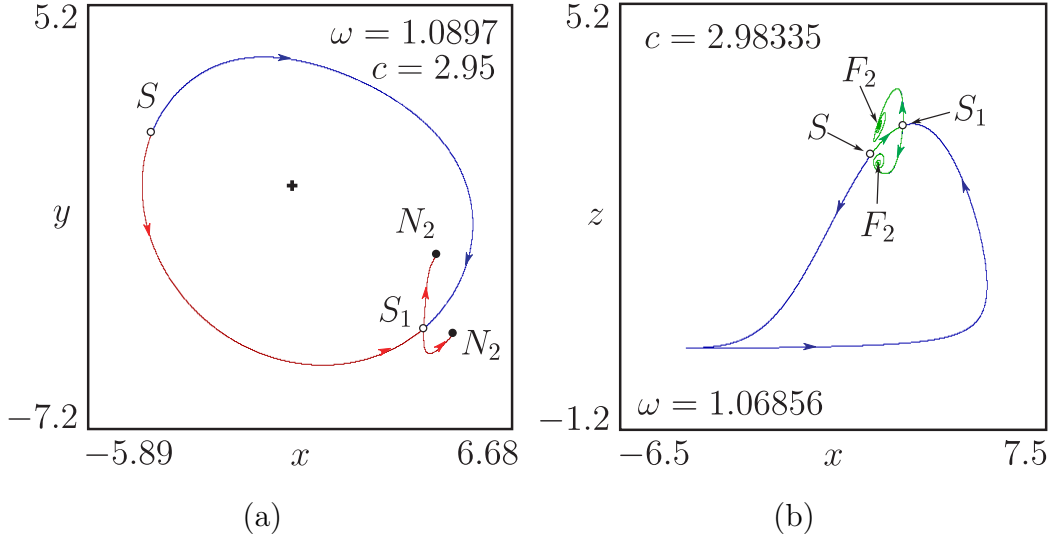 5.2
ω = 1.0897
c = 2.95
S
y
N₂
S₁
N₂
−7.2
−5.89
x
6.68
(a)
5.2
c = 2.98335
F₂
S
S₁
z
F₂
ω = 1.06856
−1.2
−6.5
x
7.5
(b)